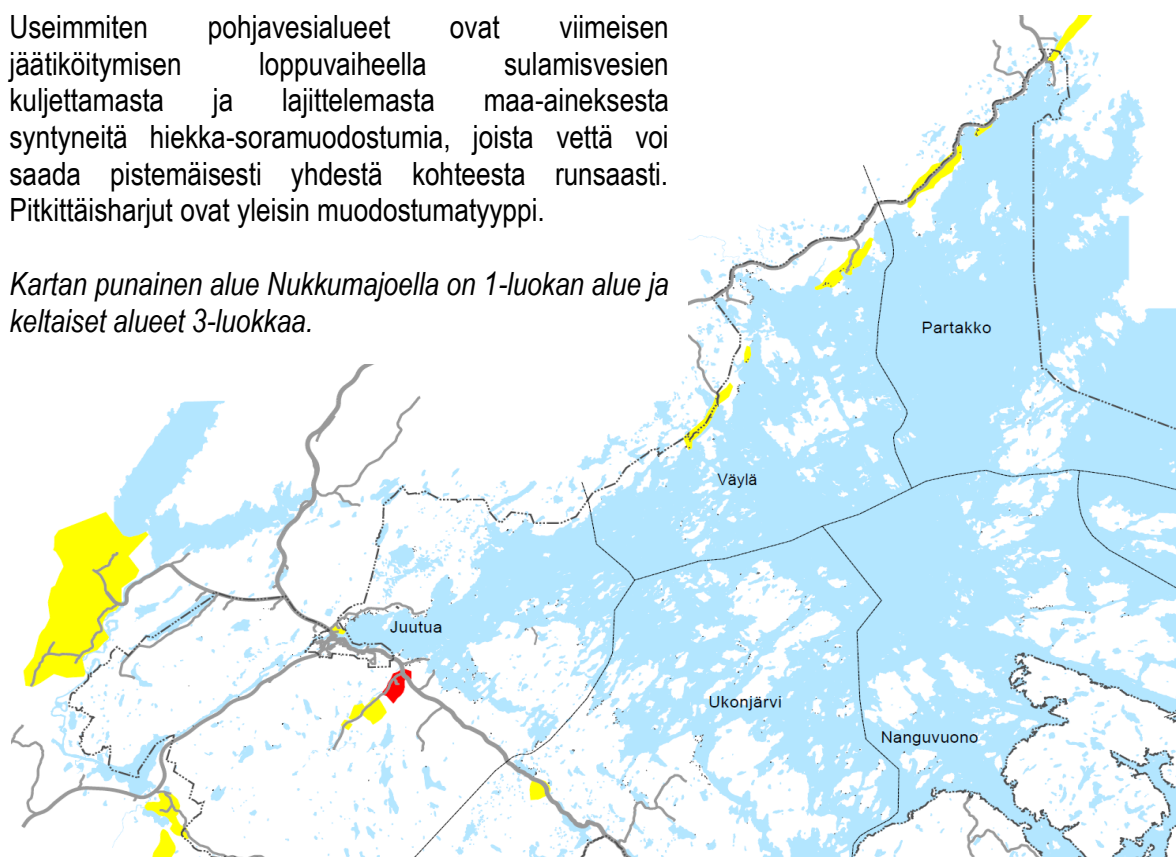 Useimmiten pohjavesialueet ovat viimeisen
jäätiköitymisen loppuvaiheella sulamisvesien
kuljettamasta ja lajittelemasta maa-aineksesta
syntyneitä hiekka-soramuodostumia, joista vettä voi
saada pistemäisesti yhdestä kohteesta runsaasti.
Pitkittäisharjut ovat yleisin muodostumatyyppi.
Kartan punainen alue Nukkumajoella on 1-luokan alue ja
keltaiset alueet 3-luokkaa.
Partakko
Väylä
Juutua
Ukonjärvi
Nanguvuono